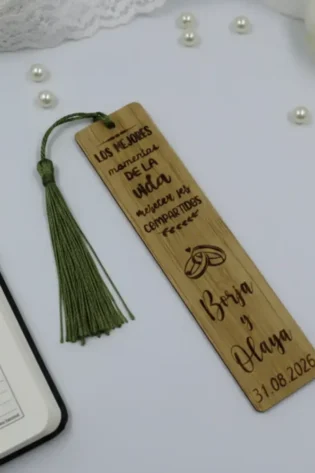 LOS MEJORES
momentos
DE LA
vida
merecen ser
COMPARTIDOS
Borja
y
Olaya
31.08.2026